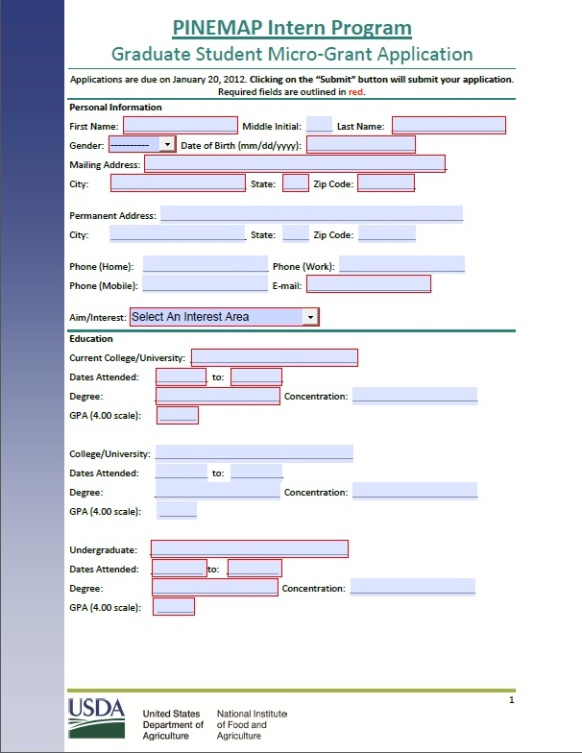 PINEMAP Intern Program
Graduate Student Micro-Grant Application
Applications are due on January 20, 2012. Clicking on the “Submit” button will submit your application.
Required fields are outlined in red.
Personal Information
First Name: Middle Initial: Last Name:
Gender: ---------- Date of Birth (mm/dd/yyyy):
Mailing Address:
City: State: Zip Code:
Permanent Address:
City: State: Zip Code:
Phone (Home): Phone (Work):
Phone (Mobile): E-mail:
Aim/Interest: Select An Interest Area
Education
Current College/University:
Dates Attended: to:
Degree: Concentration:
GPA (4.00 scale):
College/University:
Dates Attended: to:
Degree: Concentration:
GPA (4.00 scale):
Undergraduate:
Dates Attended: to:
Degree: Concentration:
GPA (4.00 scale):
1
USDA
United States National Institute
Department of of Food and
Agriculture Agriculture